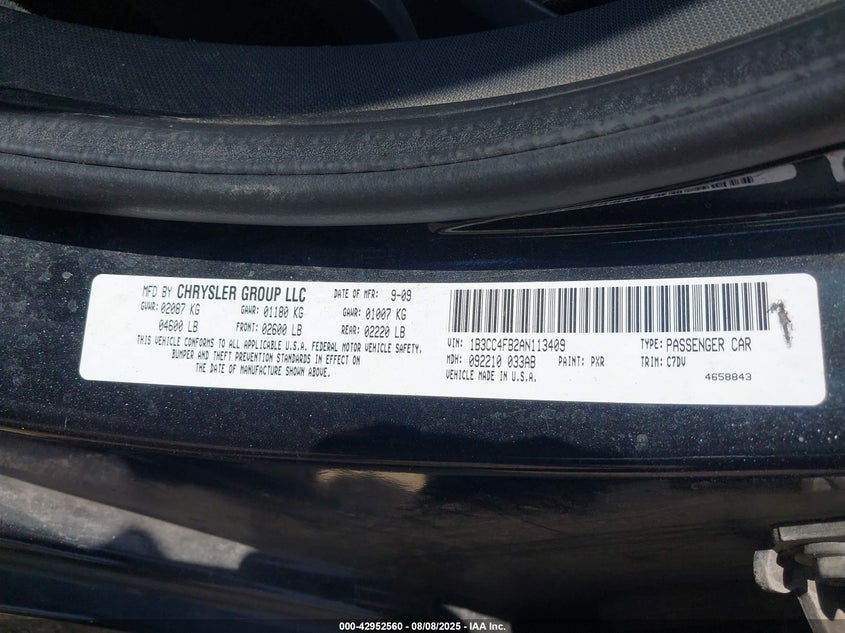 MFD BY CHRYSLER GROUP LLC DATE OF MFR: 9-09
GVWR: 02087 KG GAWR: 01180 KG GAWR: 01007 KG
04600 LB FRONT: 02600 LB REAR: 02220 LB
THIS VEHICLE CONFORMS TO ALL APPLICABLE U.S.A. FEDERAL MOTOR VEHICLE SAFETY,
BUMPER AND THEFT PREVENTION STANDARDS IN EFFECT ON
THE DATE OF MANUFACTURE SHOWN ABOVE.
VIN: 1B3CC4FB2AN113409 TYPE: PASSENGER CAR
MDH: 092210 033AB PAINT: PXR TRIM: C7DV
VEHICLE MADE IN U.S.A. 4658843
000-42952560 - 08/08/2025 - IAA Inc.